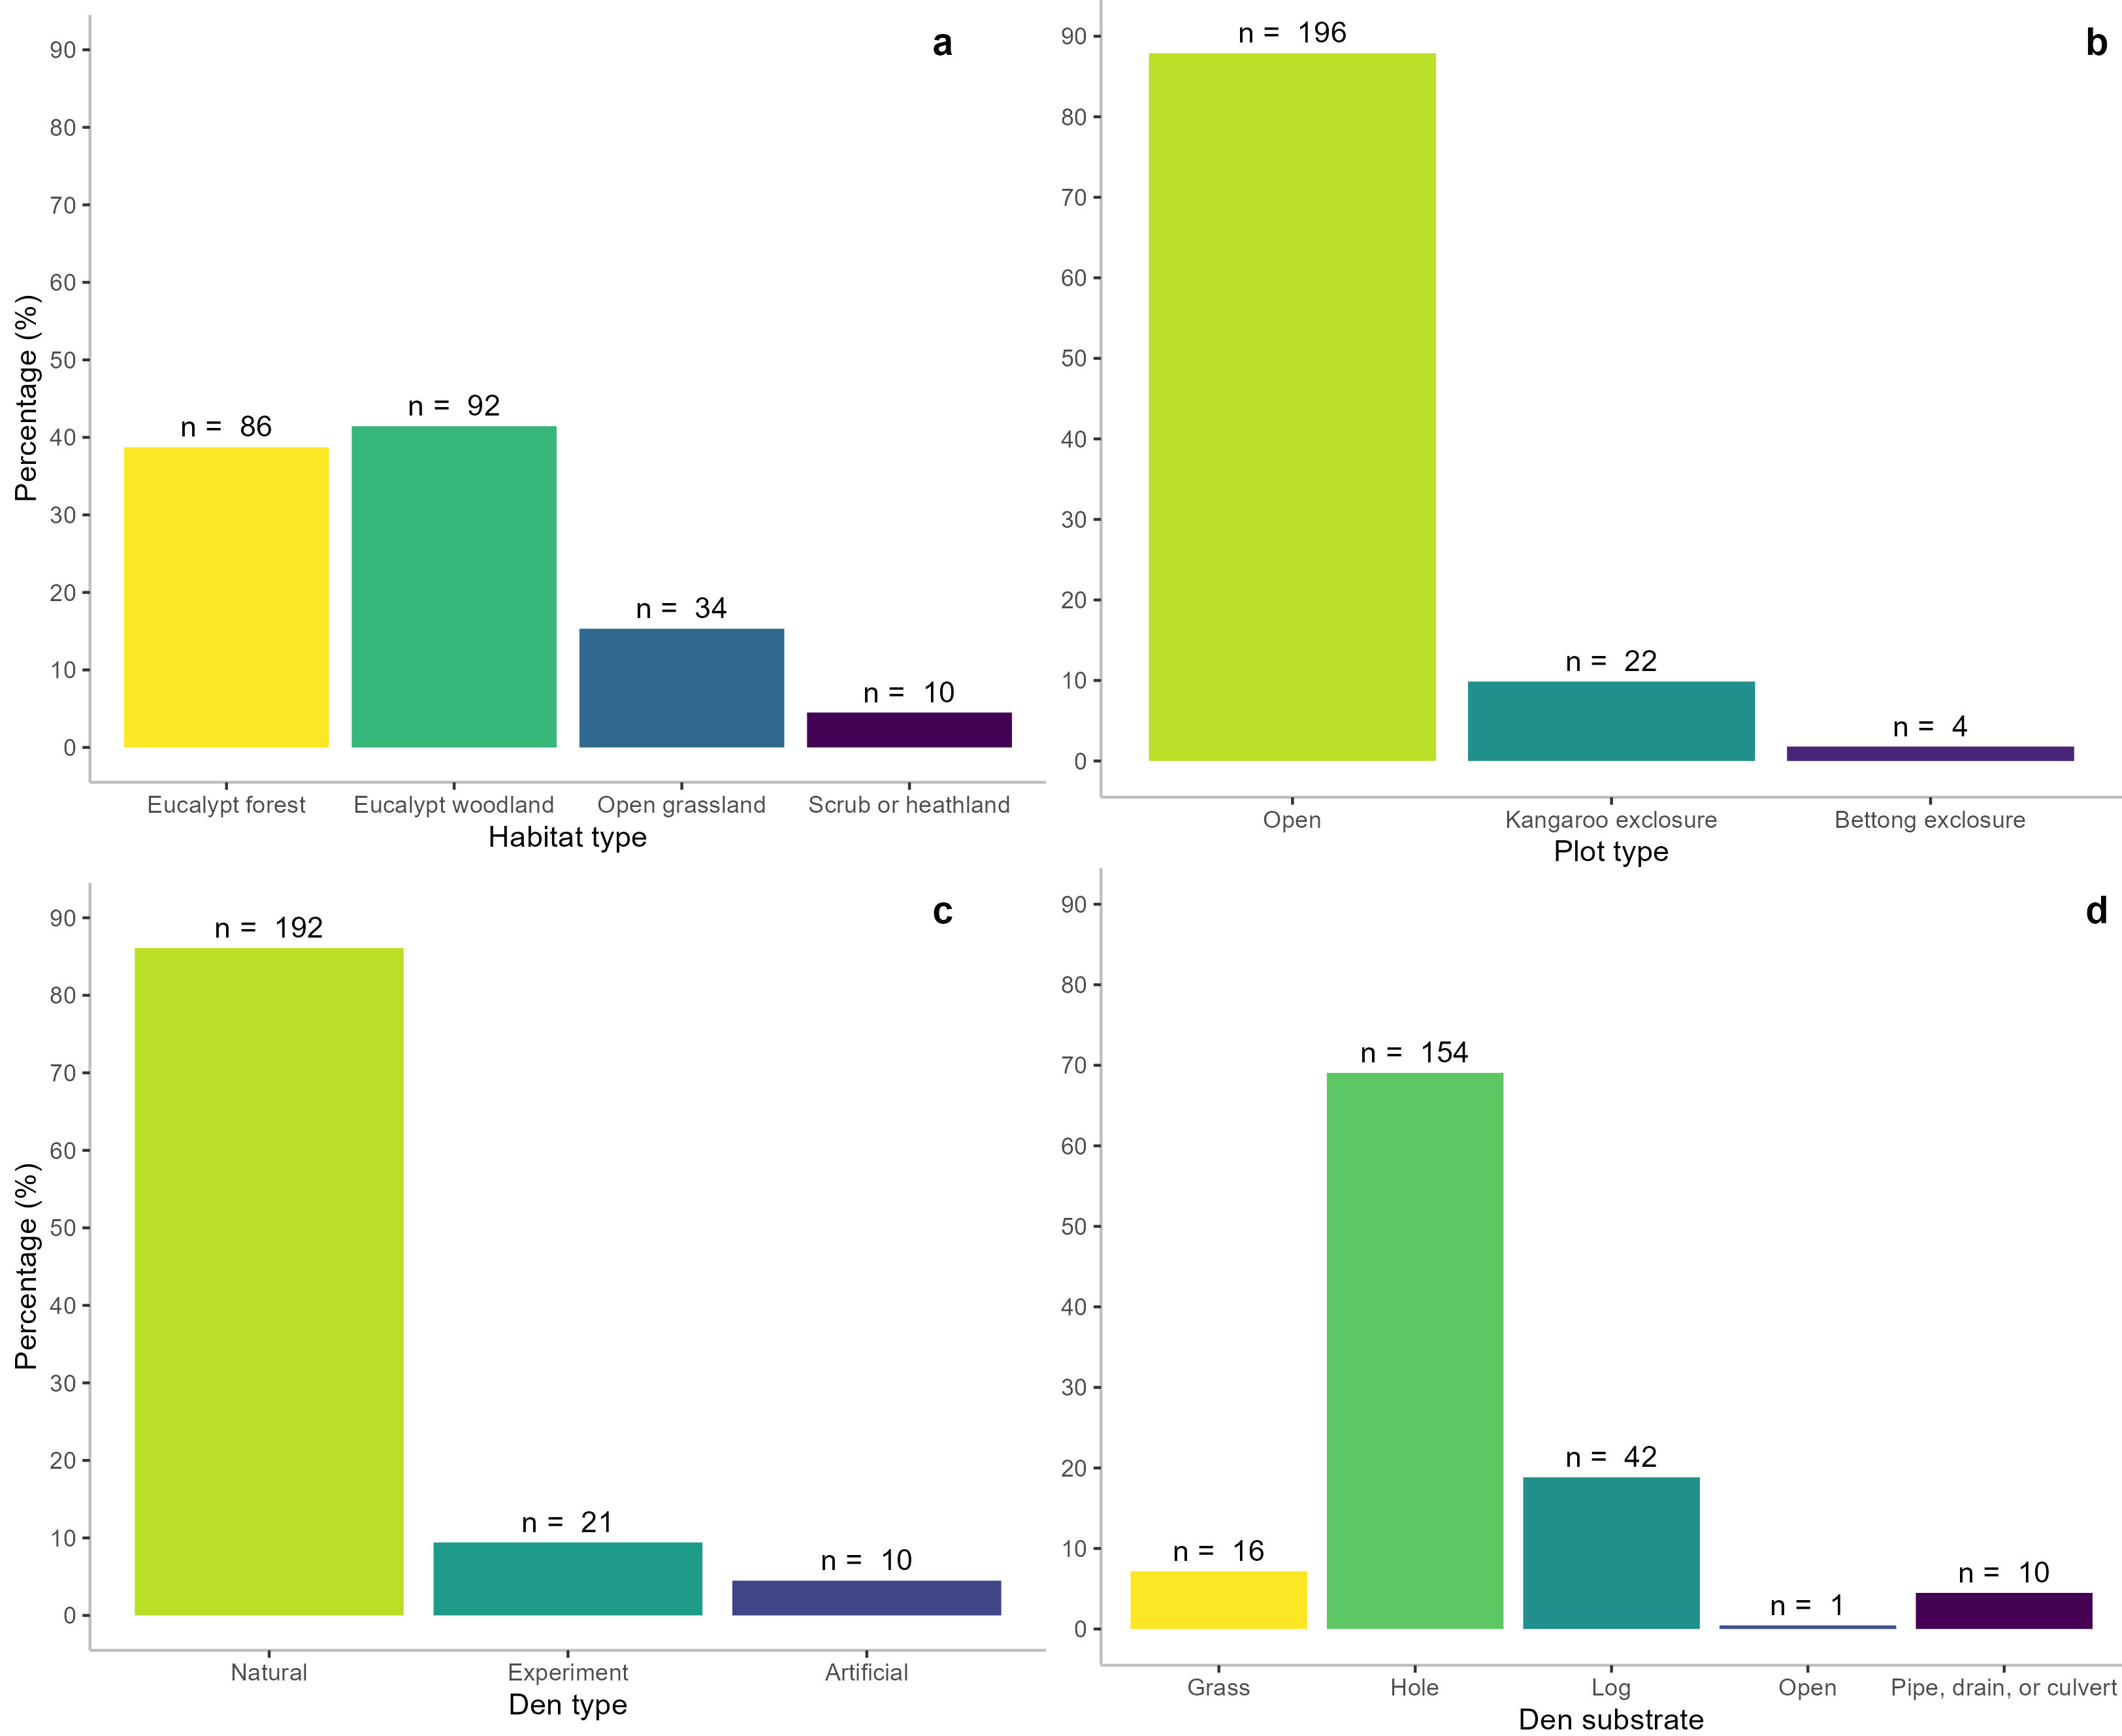 a
90
80
70
60
50
40
30
20
10
0
Percentage (%)
n = 86
n = 92
n = 34
n = 10
Eucalypt forest Eucalypt woodland Open grassland Scrub or heathland
Habitat type
b
90
80
70
60
50
40
30
20
10
0
n = 196
n = 22
n = 4
Open Kangaroo exclosure Bettong exclosure
Plot type
c
90
80
70
60
50
40
30
20
10
0
Percentage (%)
n = 192
n = 21
n = 10
Natural Experiment Artificial
Den type
d
90
80
70
60
50
40
30
20
10
0
n = 16
n = 154
n = 42
n = 1
n = 10
Grass Hole Log Open Pipe, drain, or culvert
Den substrate